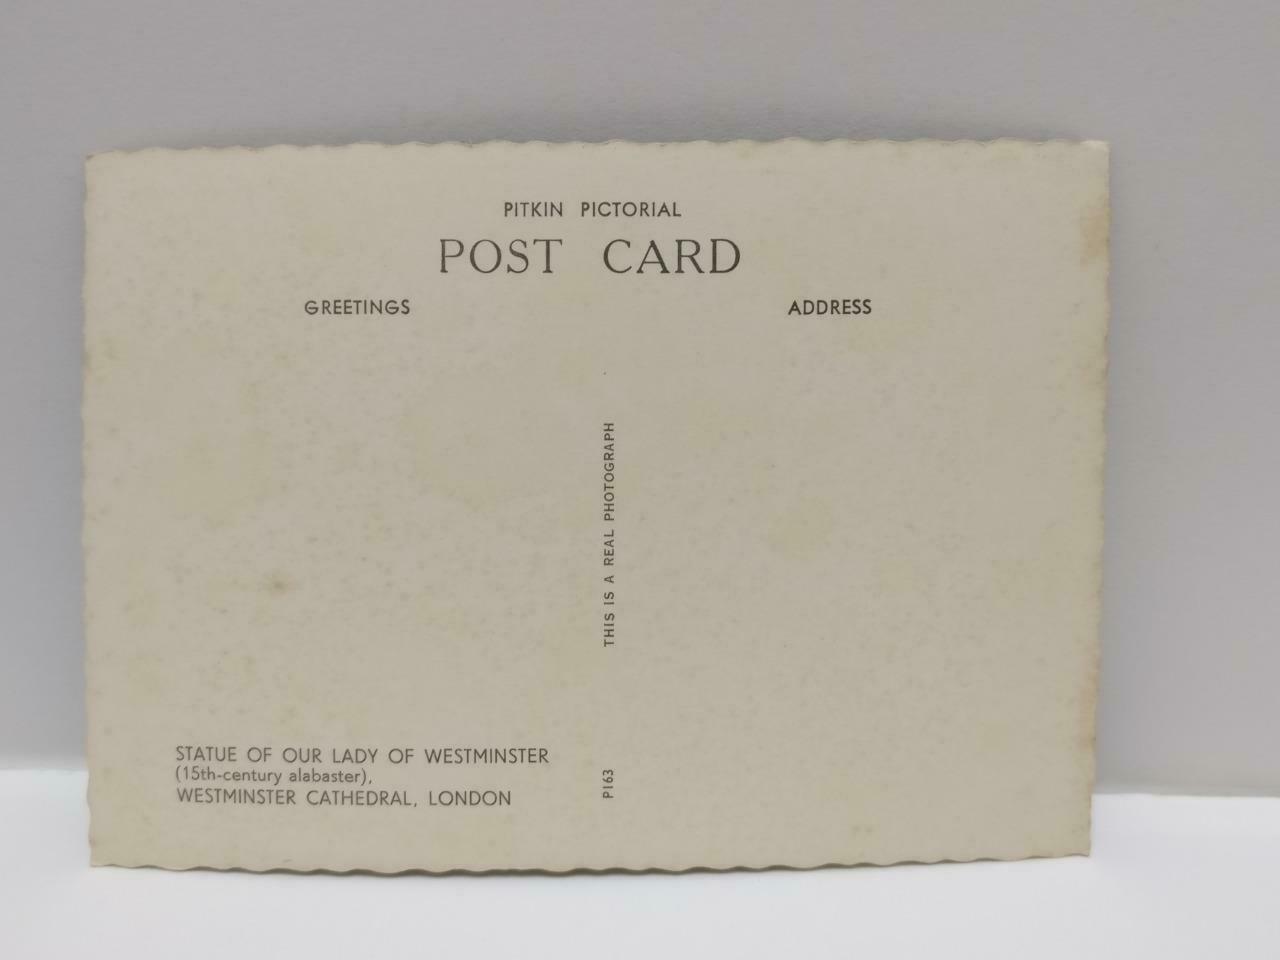 PITKIN PICTORIAL
POST CARD
GREETINGS
ADDRESS
THIS IS A REAL PHOTOGRAPH
STATUE OF OUR LADY OF WESTMINSTER
(15th-century alabaster),
WESTMINSTER CATHEDRAL, LONDON
P163